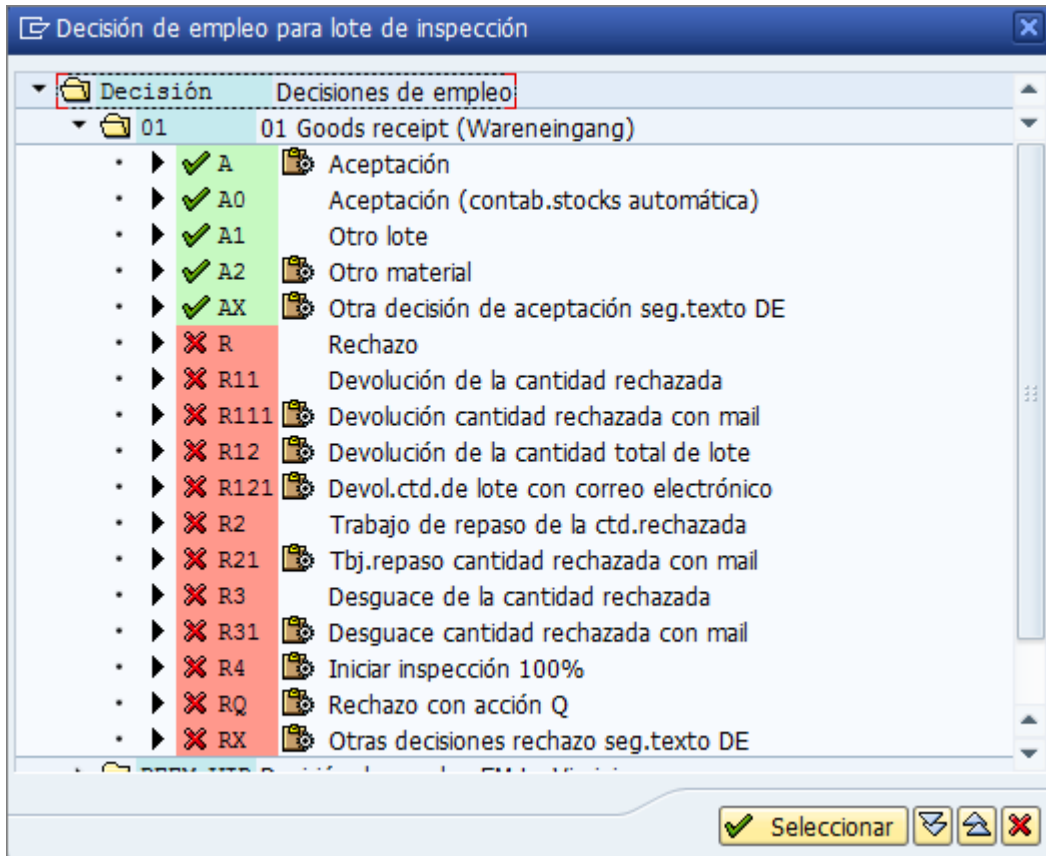 Decisión de empleo para lote de inspección
Decisión Decisiones de empleo
01 01 Goods receipt (Wareneingang)
A Aceptación
A0 Aceptación (contab.stocks automática)
A1 Otro lote
A2 Otro material
AX Otra decisión de aceptación seg.texto DE
R Rechazo
R11 Devolución de la cantidad rechazada
R111 Devolución cantidad rechazada con mail
R12 Devolución de la cantidad total de lote
R121 Devol.ctd.de lote con correo electrónico
R2 Trabajo de repaso de la ctd.rechazada
R21 Tbj.repaso cantidad rechazada con mail
R3 Desguace de la cantidad rechazada
R31 Desguace cantidad rechazada con mail
R4 Iniciar inspección 100%
RQ Rechazo con acción Q
RX Otras decisiones rechazo seg.texto DE
Seleccionar